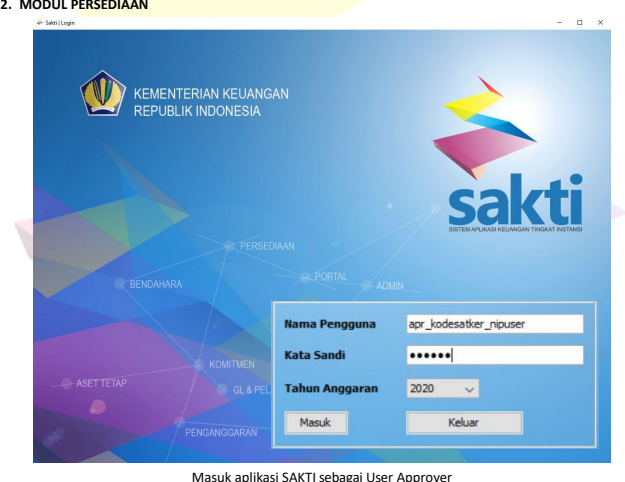 2. MODUL PERSEDIAAN
Sakti | Login
KEMENTERIAN KEUANGAN
REPUBLIK INDONESIA
sakti
SISTEM APLIKASI KEUANGAN TINGKAT INSTANSI
PERSEDIAAN
PORTAL
BENDAHARA
ADMIN
Nama Pengguna apr_kodesatker_nipuser
Kata Sandi ●●●●●●
KOMITMEN
ASET TETAP
GL & PEL
Tahun Anggaran 2020
Masuk Keluar
PENGANGGARAN
Masuk aplikasi SAKTI sebagai User Approver